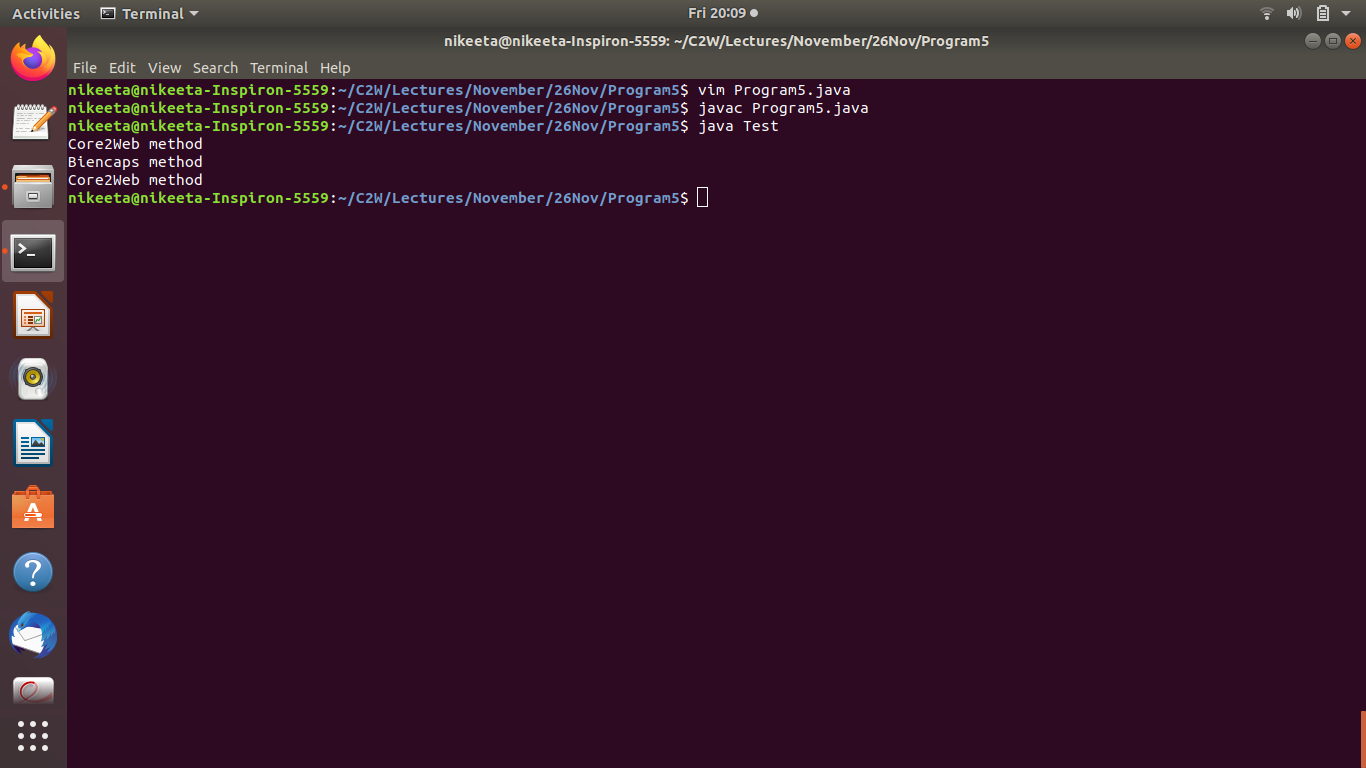 Activities Terminal Fri 20:09
nikeeta@nikeeta-Inspiron-5559: ~/C2W/Lectures/November/26Nov/Program5
File Edit View Search Terminal Help
nikeeta@nikeeta-Inspiron-5559:~/C2W/Lectures/November/26Nov/Program5$ vim Program5.java
nikeeta@nikeeta-Inspiron-5559:~/C2W/Lectures/November/26Nov/Program5$ javac Program5.java
nikeeta@nikeeta-Inspiron-5559:~/C2W/Lectures/November/26Nov/Program5$ java Test
Core2Web method
Biencaps method
Core2Web method
nikeeta@nikeeta-Inspiron-5559:~/C2W/Lectures/November/26Nov/Program5$